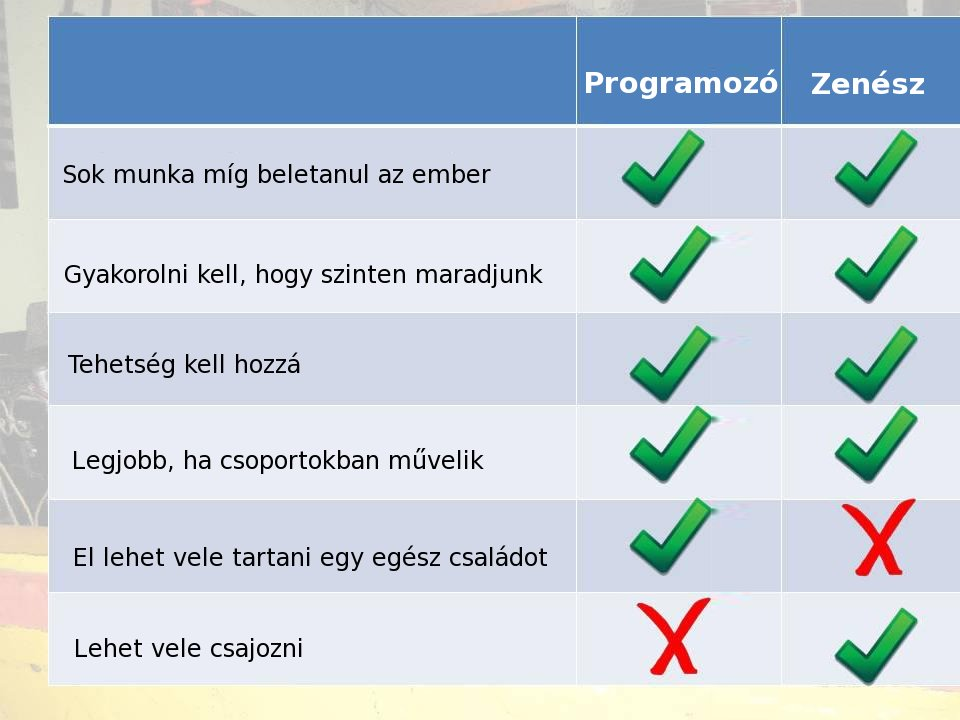 Programozó Zenész
Sok munka míg beletanul az ember
Gyakorolni kell, hogy szinten maradjunk
Tehetség kell hozzá
Legjobb, ha csoportokban művelik
El lehet vele tartani egy egész családot
Lehet vele csajozni